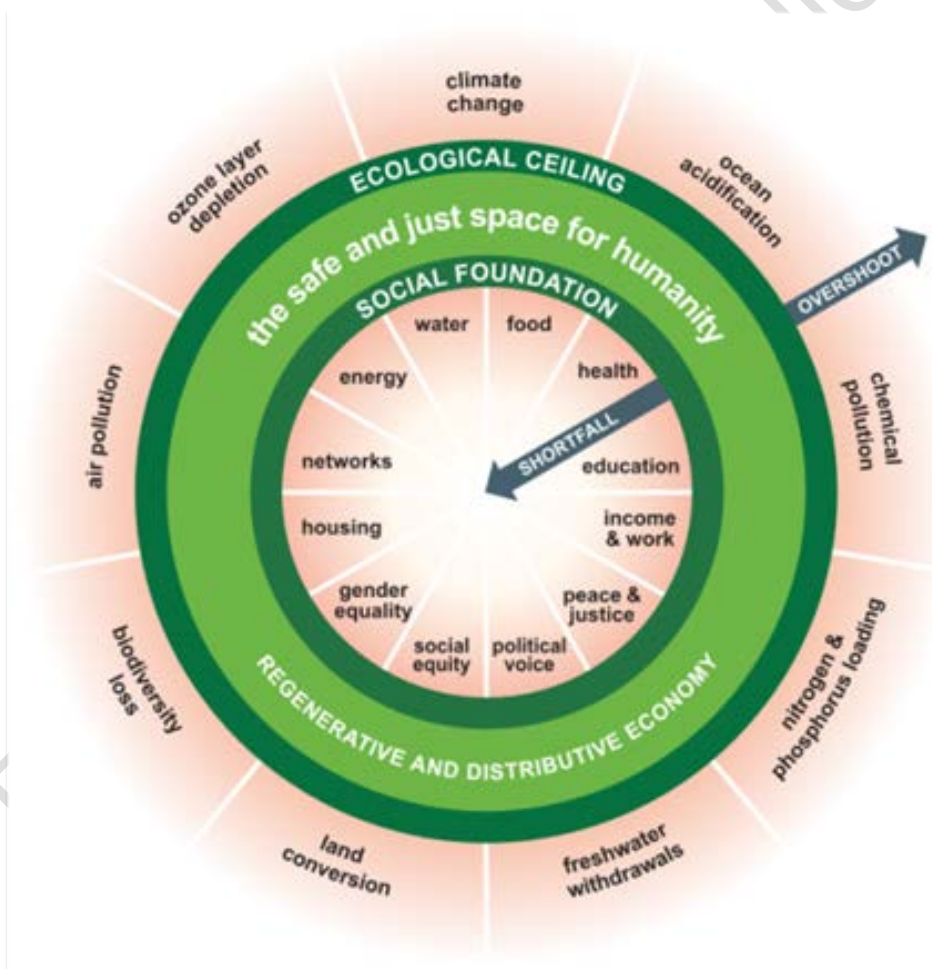 climate
change
ocean
acidification
OVERSHOOT
chemical
pollution
nitrogen &
phosphorus loading
freshwater
withdrawals
land
conversion
biodiversity
loss
air pollution
ozone layer
depletion
ECOLOGICAL CEILING
the safe and just space for humanity
SOCIAL FOUNDATION
water
food
health
SHORTFALL
education
income
& work
peace &
justice
political
voice
social
equity
gender
equality
housing
networks
energy
REGENERATIVE AND DISTRIBUTIVE ECONOMY